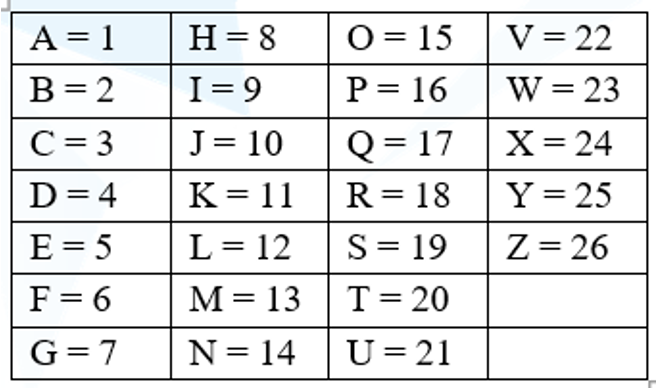 A = 1 H = 8 O = 15 V = 22
B = 2 I = 9 P = 16 W = 23
C = 3 J = 10 Q = 17 X = 24
D = 4 K = 11 R = 18 Y = 25
E = 5 L = 12 S = 19 Z = 26
F = 6 M = 13 T = 20
G = 7 N = 14 U = 21